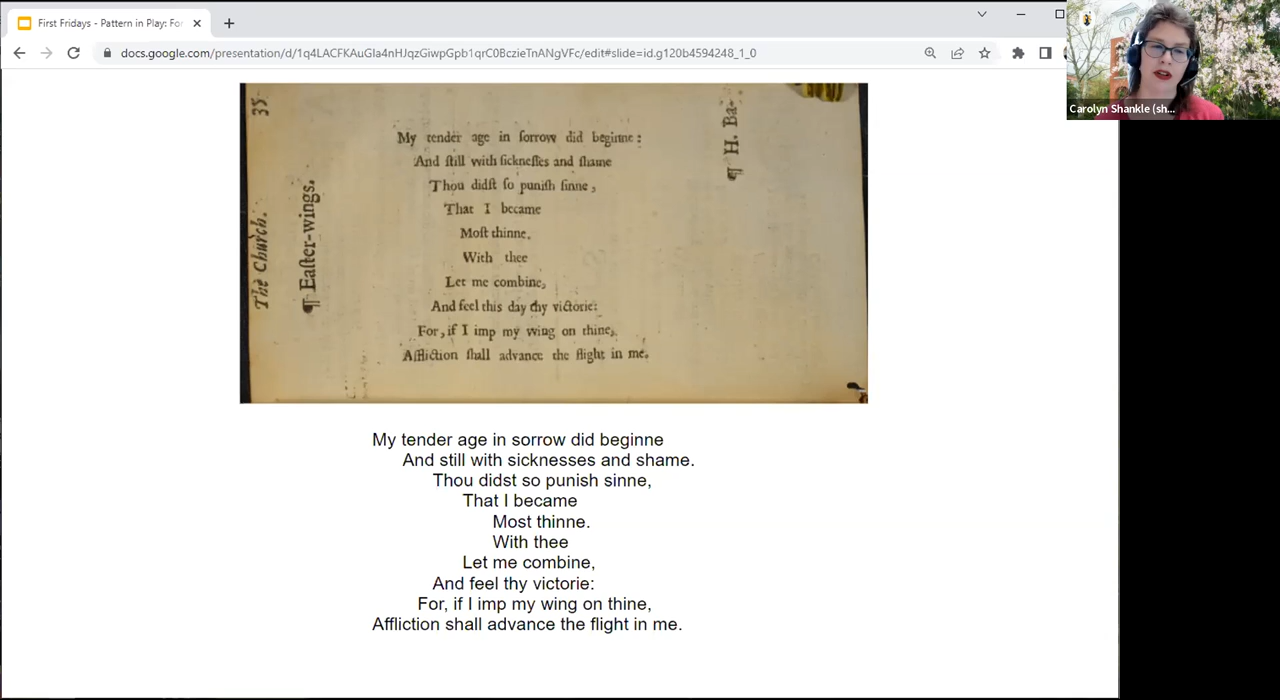 First Fridays - Pattern in Play: For
docs.google.com/presentation/d/1q4LACFKAuGla4nHJqzGiwpGpb1qrC0BczieTnANgVFc/edit#slide=id.g120b4594248_1_0
Carolyn Shankle (sh...
The Church. 35
¶ Eaſter-wings.
My tender age in ſorrow did beginne :
And ſtill with ſickneſſes and ſhame
Thou didſt ſo puniſh ſinne ,
That I became
Moſt thinne.
With thee
Let me combine,
And feel this day thy victorie:
For, if I imp my wing on thine,
Affliction ſhall advance the flight in me.
¶ H. Ba-
My tender age in sorrow did beginne
And still with sicknesses and shame.
Thou didst so punish sinne,
That I became
Most thinne.
With thee
Let me combine,
And feel thy victorie:
For, if I imp my wing on thine,
Affliction shall advance the flight in me.